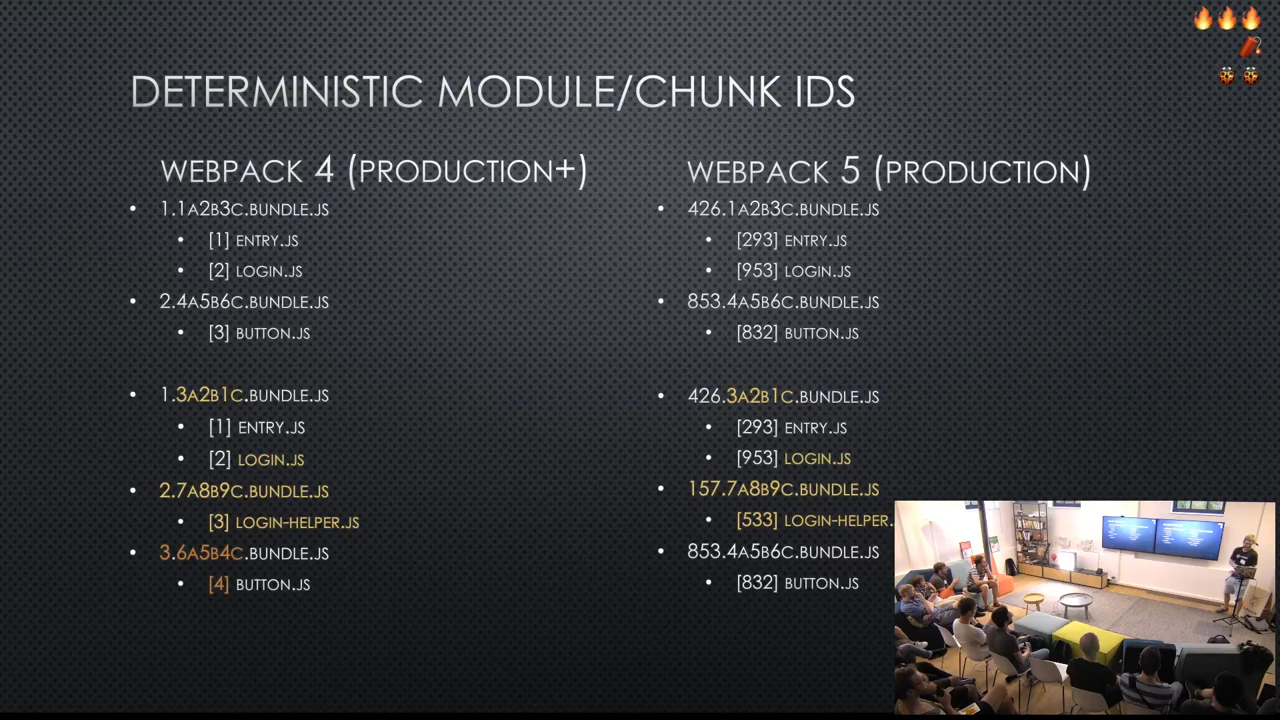 DETERMINISTIC MODULE/CHUNK IDS
WEBPACK 4 (PRODUCTION+)
1.1A2B3C.BUNDLE.JS
[1] ENTRY.JS
[2] LOGIN.JS
2.4A5B6C.BUNDLE.JS
[3] BUTTON.JS
1.3A2B1C.BUNDLE.JS
[1] ENTRY.JS
[2] LOGIN.JS
2.7A8B9C.BUNDLE.JS
[3] LOGIN-HELPER.JS
3.6A5B4C.BUNDLE.JS
[4] BUTTON.JS
WEBPACK 5 (PRODUCTION)
426.1A2B3C.BUNDLE.JS
[293] ENTRY.JS
[953] LOGIN.JS
853.4A5B6C.BUNDLE.JS
[832] BUTTON.JS
426.3A2B1C.BUNDLE.JS
[293] ENTRY.JS
[953] LOGIN.JS
157.7A8B9C.BUNDLE.JS
[533] LOGIN-HELPER.
853.4A5B6C.BUNDLE.JS
[832] BUTTON.JS